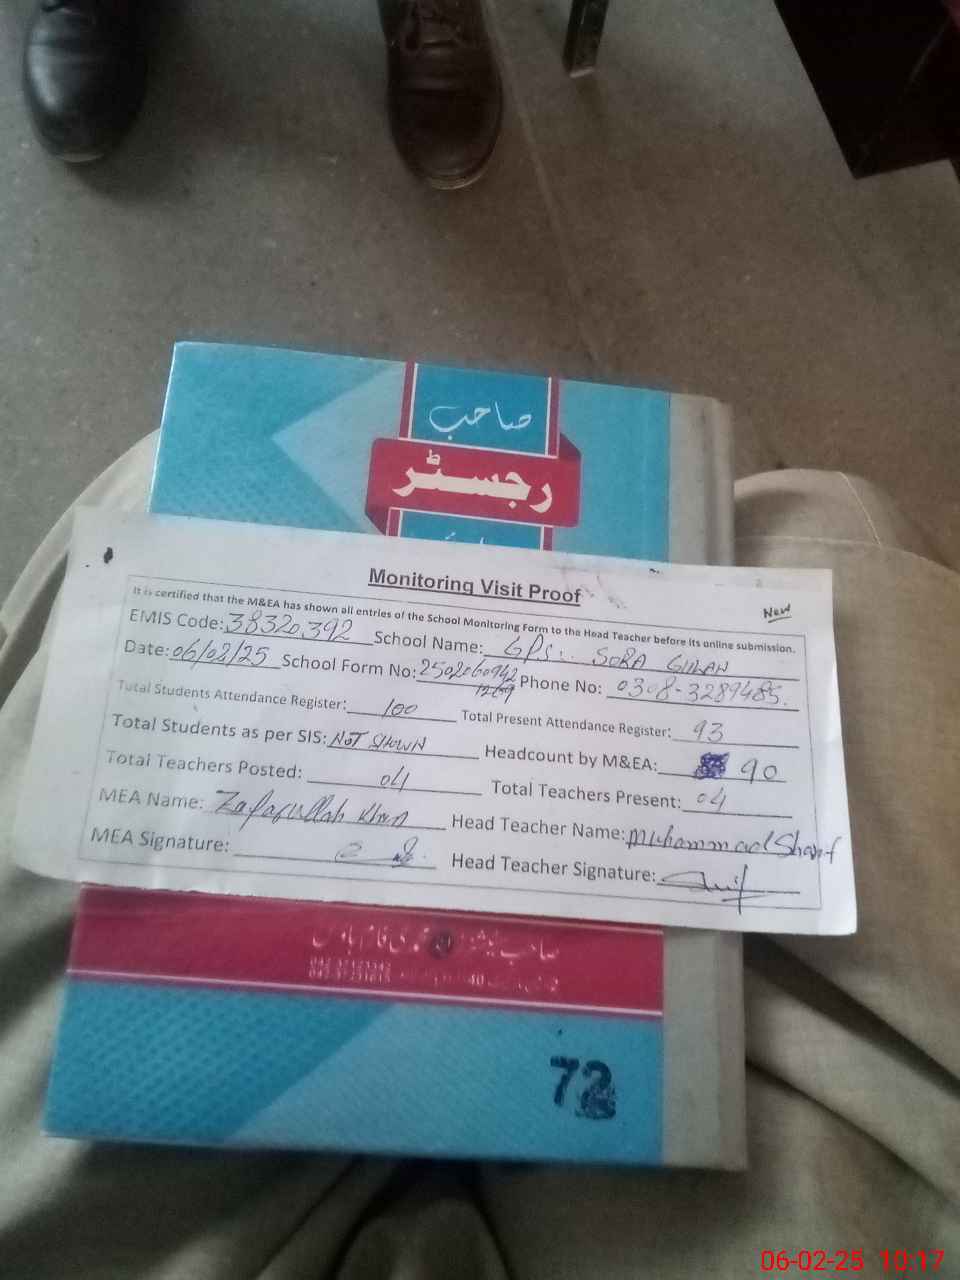 صاحب
رجسٹر
Monitoring Visit Proof
New
It is certified that the M&EA has shown all entries of the School Monitoring Form to the Head Teacher before its online submission.
EMIS Code: 38320392 School Name: GPS: SORA GULAN
Date: 06/02/25 School Form No: 2502060942 1269 Phone No: 0308-3289485.
Total Students Attendance Register: 100 Total Present Attendance Register: 93
Total Students as per SIS: NOT SHOWN Headcount by M&EA: 90
Total Teachers Posted: 04 Total Teachers Present: 04
MEA Name: Zafarullah Khan Head Teacher Name: Muhammad Sharif
MEA Signature: Head Teacher Signature:
72
06-02-25 10:17